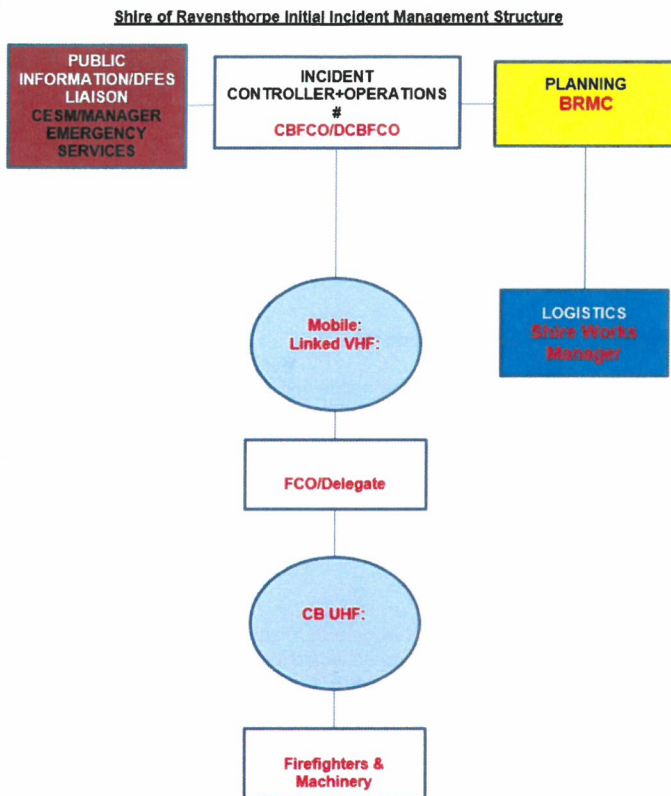 Shire of Ravensthorpe Initial Incident Management Structure
PUBLIC
INFORMATION/DFES
LIAISON
CESM/MANAGER
EMERGENCY
SERVICES
INCIDENT
CONTROLLER+OPERATIONS
#
CBFCO/DCBFCO
PLANNING
BRMC
LOGISTICS
Shire Works
Manager
Mobile:
Linked VHF:
FCO/Delegate
CB UHF:
Firefighters &
Machinery